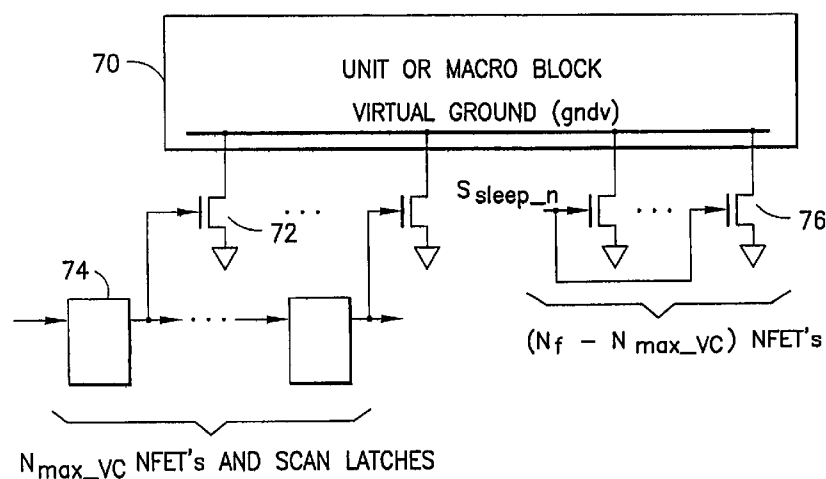 70
UNIT OR MACRO BLOCK
VIRTUAL GROUND (gndv)
S sleep_n
72
76
74
(N f - N max_VC) NFET's
N max_VC NFET's AND SCAN LATCHES